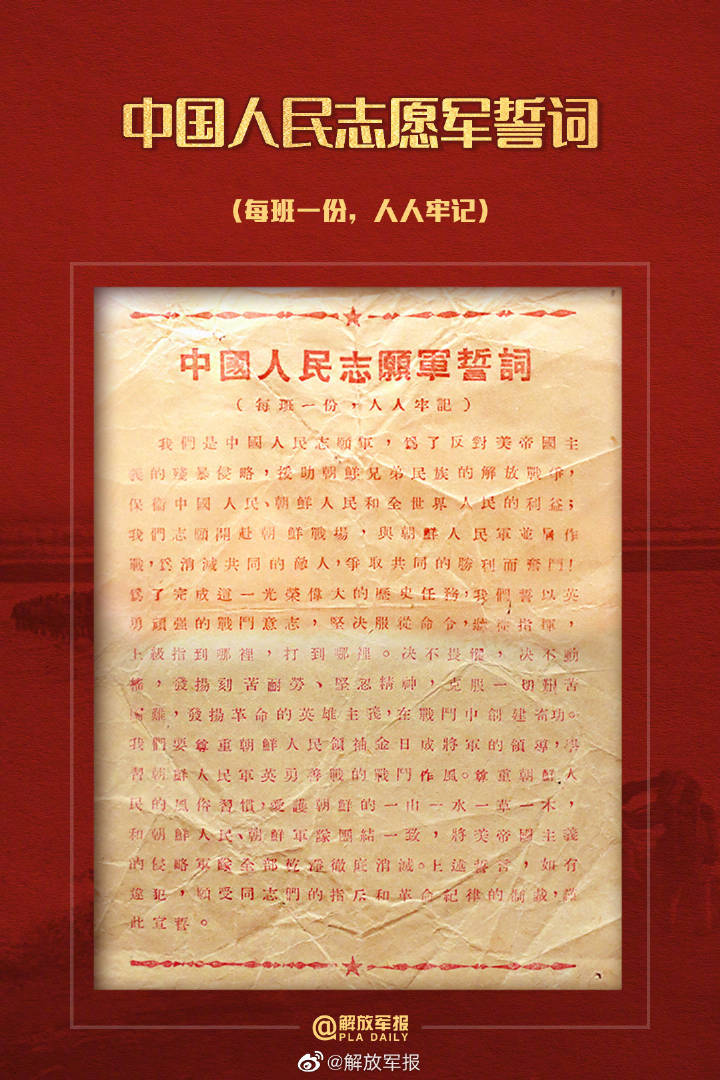 中国人民志愿军誓词
（每班一份，人人牢记）
中國人民志願軍誓詞
（每班一份，人人牢記）
我們是中國人民志願軍，爲了反對美帝國主
義的殘暴侵略，援助朝鮮兄弟民族的解放戰爭，
保衛中國人民、朝鮮人民和全世界人民的利益；
我們志願開赴朝鮮戰場，與朝鮮人民軍並肩作
戰，爲消滅共同的敵人，爭取共同的勝利而奮鬥！
爲了完成這一光榮偉大的歷史任務，我們誓以英
勇頑强的戰鬥意志，堅决服從命令，聽從指揮，
上級指到哪裡，打到哪裡。决不畏懼，决不動
搖，發揚刻苦耐勞、堅忍精神，克服一切艱苦
困難，發揚革命的英雄主義，在戰鬥中創建奇功。
我們要尊重朝鮮人民領袖金日成將軍的領導，學
習朝鮮人民軍英勇善戰的戰鬥作風。尊重朝鮮人
民的風俗習慣，愛護朝鮮的一山一水一草一木，
和朝鮮人民、朝鮮軍隊團結一致，將美帝國主義
的侵略軍隊全部乾淨徹底消滅。上述誓言，如有
違犯，願受同志們的指斥和革命紀律的制裁，謹
此宣誓。
@解放军报
PLA DAILY
@解放军报